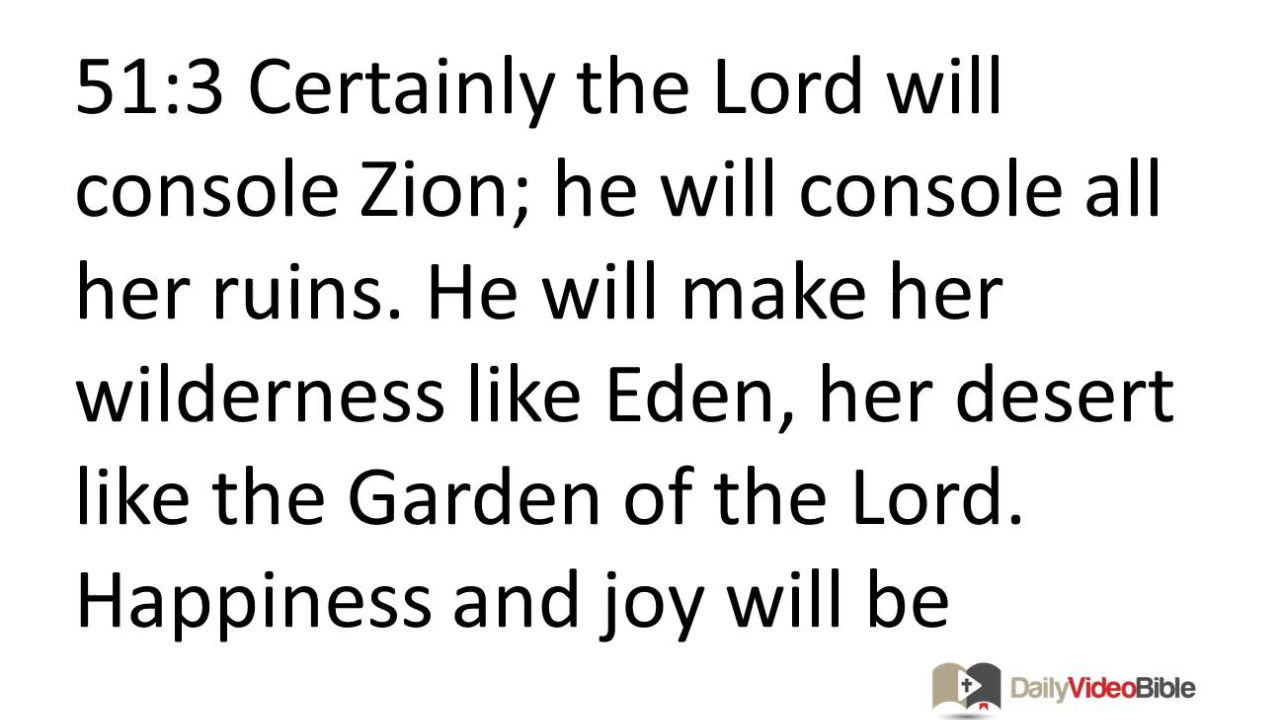 51:3 Certainly the Lord will
console Zion; he will console all
her ruins. He will make her
wilderness like Eden, her desert
like the Garden of the Lord.
Happiness and joy will be
DailyVideoBible